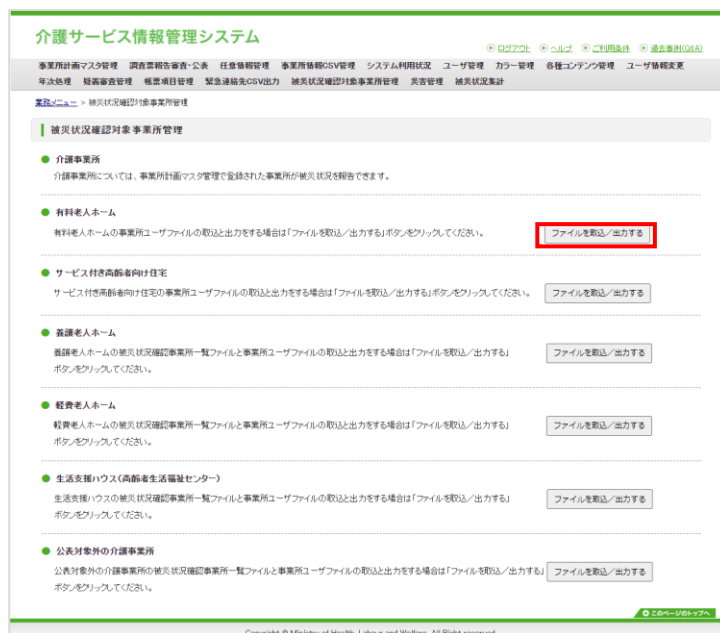 介護サービス情報管理システム
ログアウト ヘルプ ご利用条件 過去事例(Q&A)
事業所計画マスタ管理 調査票報告審査・公表 任意情報管理 事業所情報CSV管理 システム利用状況 ユーザ管理 カラー管理 各種コンテンツ管理 ユーザ情報変更
年次処理 疑義審査管理 帳票項目管理 緊急連絡先CSV出力 被災状況確認対象事業所管理 災害管理 被災状況集計
業務メニュー > 被災状況確認対象事業所管理
被災状況確認対象事業所管理
介護事業所
介護事業所については、事業所計画マスタ管理で登録された事業所が被災状況を報告できます。
有料老人ホーム
有料老人ホームの事業所ユーザファイルの取込と出力をする場合は「ファイルを取込/出力する」ボタンをクリックしてください。 ファイルを取込/出力する
サービス付き高齢者向け住宅
サービス付き高齢者向け住宅の事業所ユーザファイルの取込と出力をする場合は「ファイルを取込/出力する」ボタンをクリックしてください。 ファイルを取込/出力する
養護老人ホーム
養護老人ホームの被災状況確認事業所一覧ファイルと事業所ユーザファイルの取込と出力をする場合は「ファイルを取込/出力する」 ファイルを取込/出力する
ボタンをクリックしてください。
軽費老人ホーム
軽費老人ホームの被災状況確認事業所一覧ファイルと事業所ユーザファイルの取込と出力をする場合は「ファイルを取込/出力する」 ファイルを取込/出力する
ボタンをクリックしてください。
生活支援ハウス(高齢者生活福祉センター)
生活支援ハウスの被災状況確認事業所一覧ファイルと事業所ユーザファイルの取込と出力をする場合は「ファイルを取込/出力する」 ファイルを取込/出力する
ボタンをクリックしてください。
公表対象外の介護事業所
公表対象外の介護事業所の被災状況確認事業所一覧ファイルと事業所ユーザファイルの取込と出力をする場合は「ファイルを取込/出力する」 ファイルを取込/出力する
ボタンをクリックしてください。
このページのトップへ
Copyright © Ministry of Health, Labour and Welfare, All Right reserved.